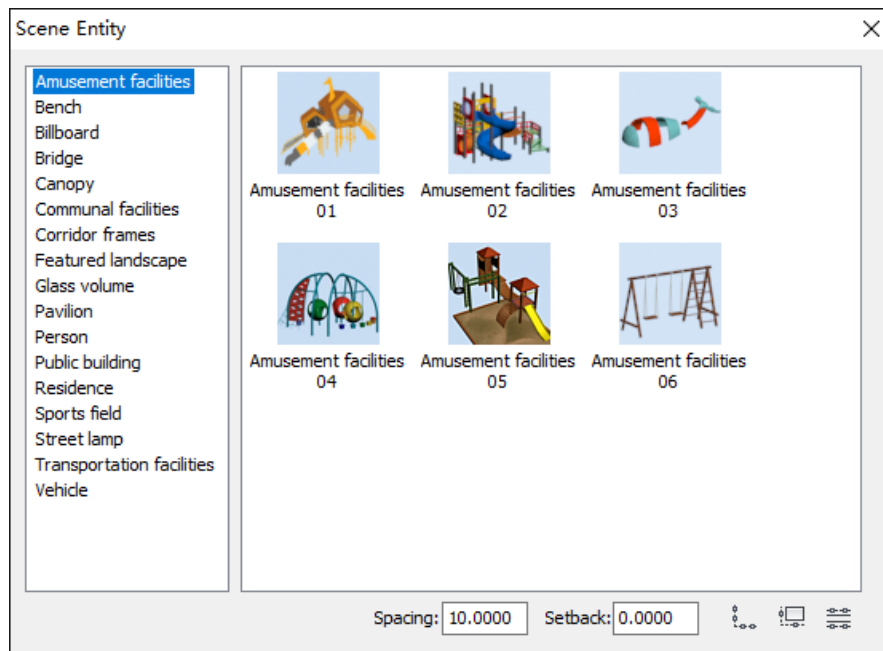 Scene Entity
Amusement facilities
Bench
Billboard
Bridge
Canopy
Communal facilities
Corridor frames
Featured landscape
Glass volume
Pavilion
Person
Public building
Residence
Sports field
Street lamp
Transportation facilities
Vehicle
Amusement facilities
01
Amusement facilities
02
Amusement facilities
03
Amusement facilities
04
Amusement facilities
05
Amusement facilities
06
Spacing: 10.0000 Setback: 0.0000